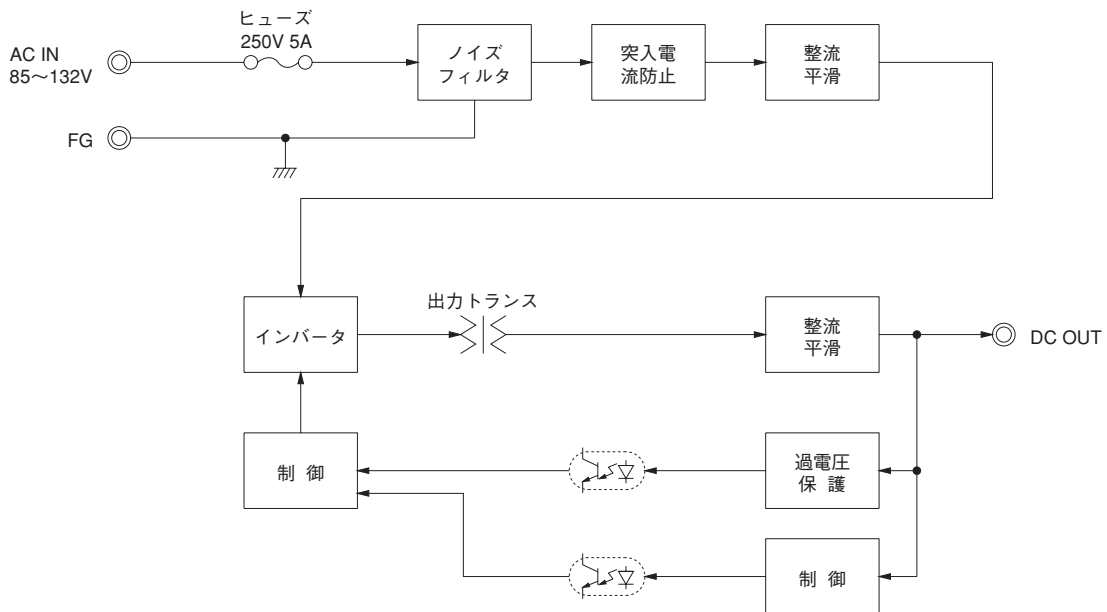 ヒューズ
250V 5A
AC IN
85～132V
ノイズ
フィルタ
突入電
流防止
整流
平滑
FG
出力トランス
インバータ
整流
平滑
DC OUT
制 御
過電圧
保 護
制 御